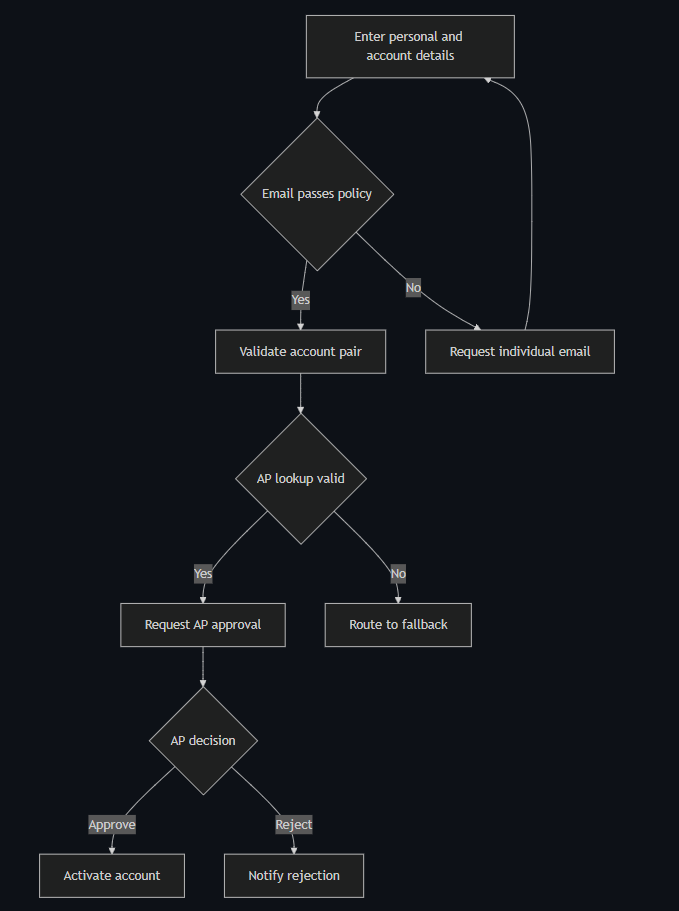 Enter personal and
account details
Email passes policy
Yes
No
Validate account pair
Request individual email
AP lookup valid
Yes
No
Request AP approval
Route to fallback
AP decision
Approve
Reject
Activate account
Notify rejection